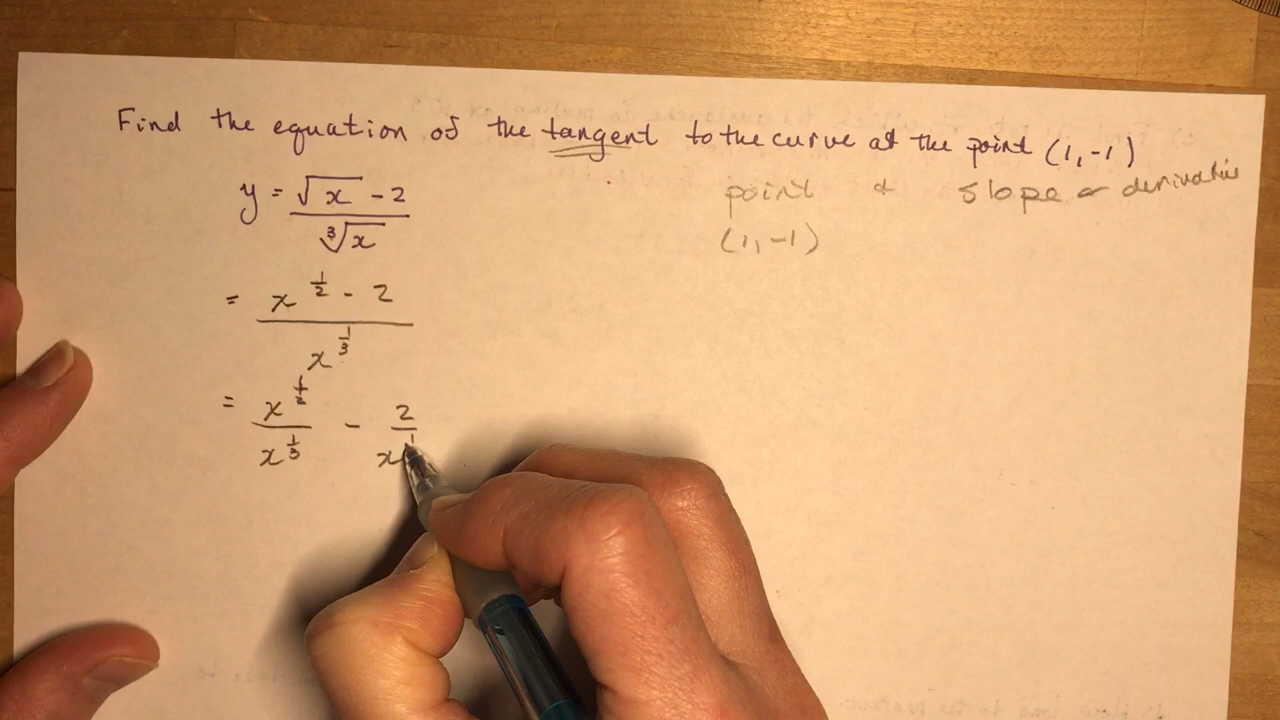 Find the equation of the tangent to the curve at the point (1, -1)
y = √x - 2 / ∛x
point & slope or derivative
(1, -1)
= x^(1/2) - 2 / x^(1/3)
= x^(1/2) / x^(1/3) - 2 / x^1